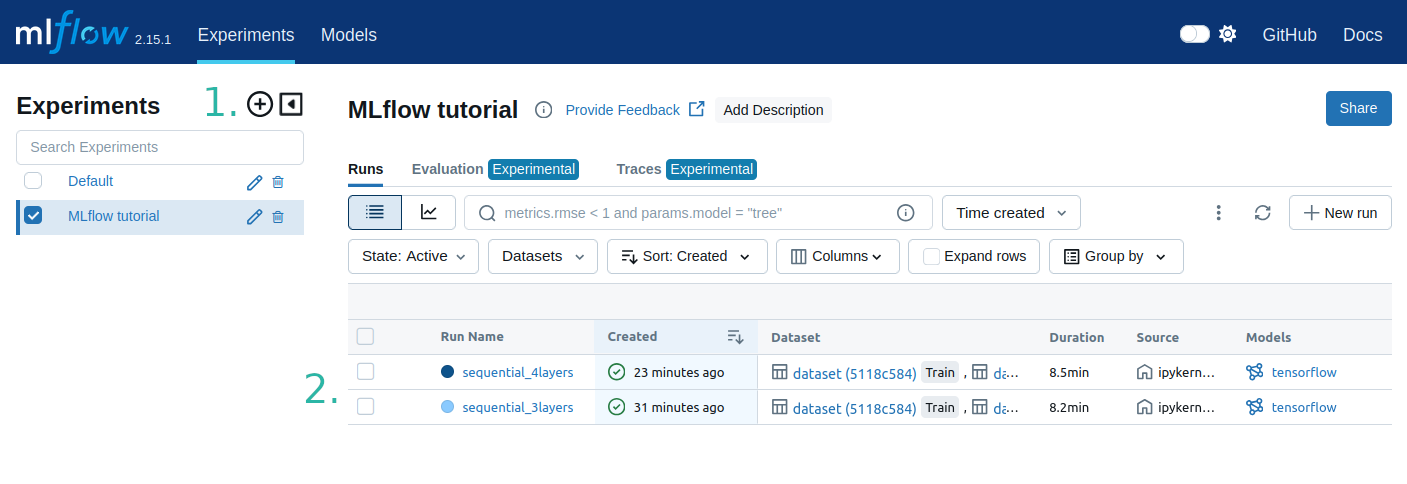 mlflow 2.15.1 Experiments Models GitHub Docs
Experiments 1.
Search Experiments
Default
MLflow tutorial
MLflow tutorial Provide Feedback Add Description Share
Runs Evaluation Experimental Traces Experimental
metrics.rmse < 1 and params.model = "tree" Time created New run
State: Active Datasets Sort: Created Columns Expand rows Group by
Run Name Created Dataset Duration Source Models
2.
sequential_4layers 23 minutes ago dataset (5118c584) Train , da... 8.5min ipykern... tensorflow
sequential_3layers 31 minutes ago dataset (5118c584) Train , da... 8.2min ipykern... tensorflow